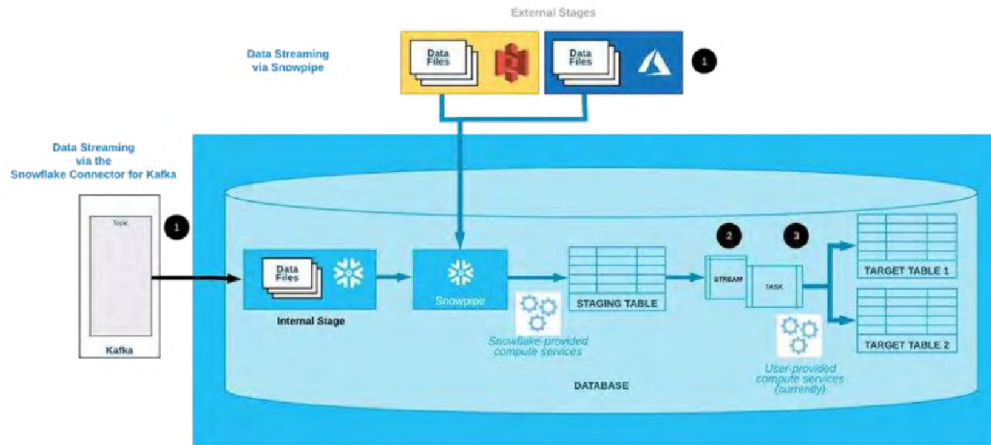 External Stages
Data Streaming
via Snowpipe
Data
Files
Data
Files
1
Data Streaming
via the
Snowflake Connector for Kafka
Topic
1
Kafka
Data
Files
Internal Stage
Snowpipe
Snowflake-provided
compute services
STAGING TABLE
2
STREAM
3
TASK
User-provided
compute services
(currently)
TARGET TABLE 1
TARGET TABLE 2
DATABASE